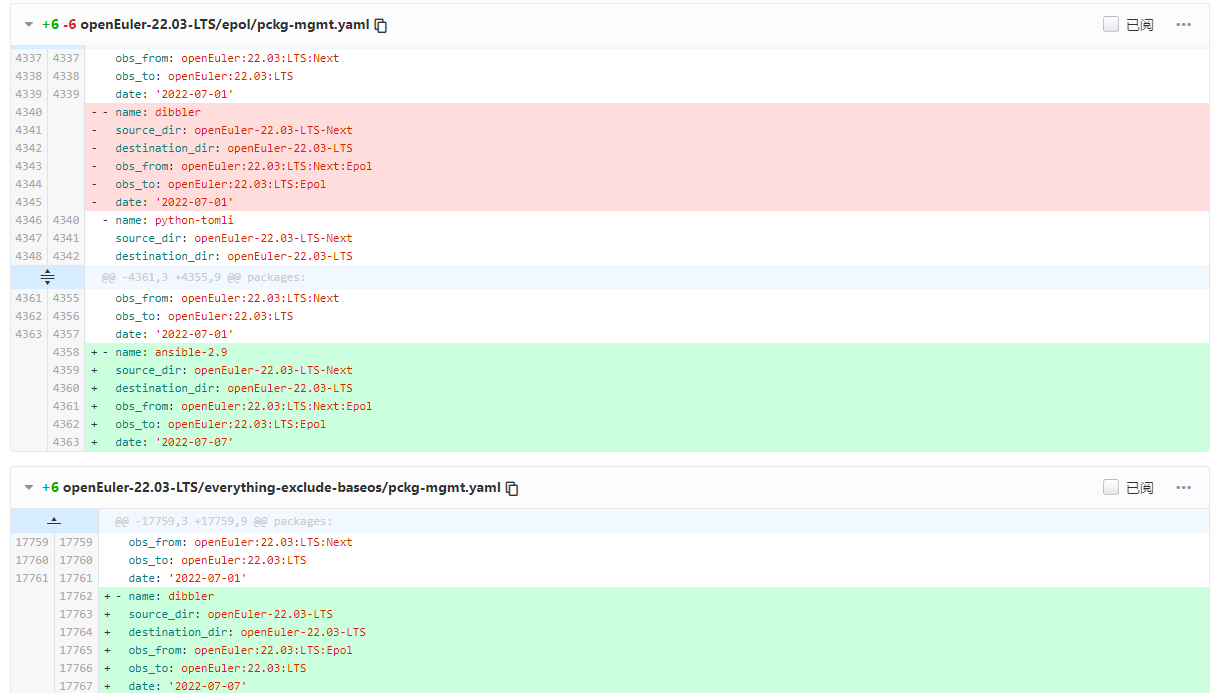 +6 -6 openEuler-22.03-LTS/epol/pckg-mgmt.yaml 已阅 ...
4337 4337 obs_from: openEuler:22.03:LTS:Next
4338 4338 obs_to: openEuler:22.03:LTS
4339 4339 date: '2022-07-01'
4340 - - name: dibbler
4341 - source_dir: openEuler-22.03-LTS-Next
4342 - destination_dir: openEuler-22.03-LTS
4343 - obs_from: openEuler:22.03:LTS:Next:Epol
4344 - obs_to: openEuler:22.03:LTS:Epol
4345 - date: '2022-07-01'
4346 4340 - name: python-tomli
4347 4341 source_dir: openEuler-22.03-LTS-Next
4348 4342 destination_dir: openEuler-22.03-LTS
@@ -4361,3 +4355,9 @@ packages:
4361 4355 obs_from: openEuler:22.03:LTS:Next
4362 4356 obs_to: openEuler:22.03:LTS
4363 4357 date: '2022-07-01'
4358 + - name: ansible-2.9
4359 + source_dir: openEuler-22.03-LTS-Next
4360 + destination_dir: openEuler-22.03-LTS
4361 + obs_from: openEuler:22.03:LTS:Next:Epol
4362 + obs_to: openEuler:22.03:LTS:Epol
4363 + date: '2022-07-07'
+6 openEuler-22.03-LTS/everything-exclude-baseos/pckg-mgmt.yaml 已阅 ...
@@ -17759,3 +17759,9 @@ packages:
17759 17759 obs_from: openEuler:22.03:LTS:Next
17760 17760 obs_to: openEuler:22.03:LTS
17761 17761 date: '2022-07-01'
17762 + - name: dibbler
17763 + source_dir: openEuler-22.03-LTS
17764 + destination_dir: openEuler-22.03-LTS
17765 + obs_from: openEuler:22.03:LTS:Epol
17766 + obs_to: openEuler:22.03:LTS
17767 + date: '2022-07-07'